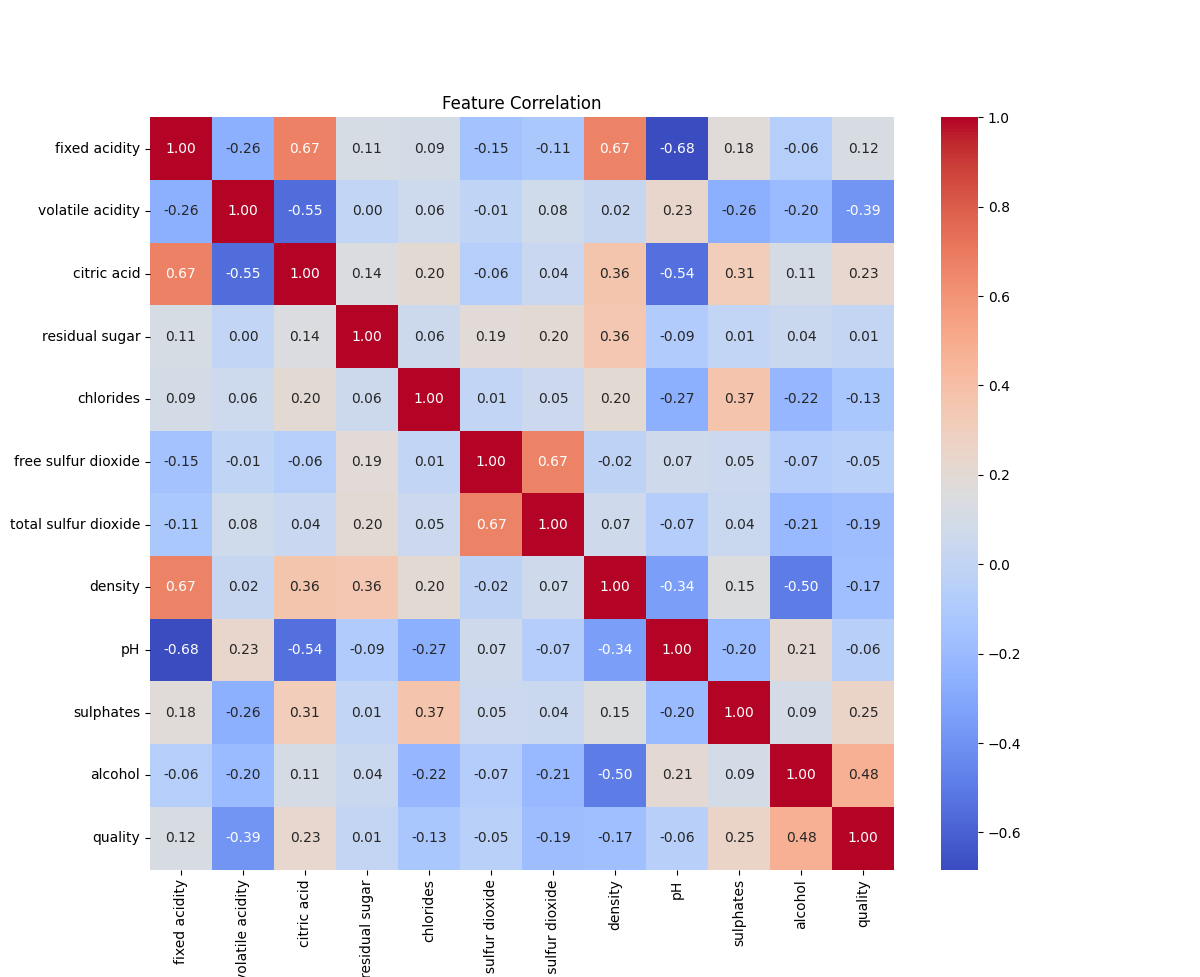 Feature Correlation
fixed acidity 1.00 -0.26 0.67 0.11 0.09 -0.15 -0.11 0.67 -0.68 0.18 -0.06 0.12
volatile acidity -0.26 1.00 -0.55 0.00 0.06 -0.01 0.08 0.02 0.23 -0.26 -0.20 -0.39
citric acid 0.67 -0.55 1.00 0.14 0.20 -0.06 0.04 0.36 -0.54 0.31 0.11 0.23
residual sugar 0.11 0.00 0.14 1.00 0.06 0.19 0.20 0.36 -0.09 0.01 0.04 0.01
chlorides 0.09 0.06 0.20 0.06 1.00 0.01 0.05 0.20 -0.27 0.37 -0.22 -0.13
free sulfur dioxide -0.15 -0.01 -0.06 0.19 0.01 1.00 0.67 -0.02 0.07 0.05 -0.07 -0.05
total sulfur dioxide -0.11 0.08 0.04 0.20 0.05 0.67 1.00 0.07 -0.07 0.04 -0.21 -0.19
density 0.67 0.02 0.36 0.36 0.20 -0.02 0.07 1.00 -0.34 0.15 -0.50 -0.17
pH -0.68 0.23 -0.54 -0.09 -0.27 0.07 -0.07 -0.34 1.00 -0.20 0.21 -0.06
sulphates 0.18 -0.26 0.31 0.01 0.37 0.05 0.04 0.15 -0.20 1.00 0.09 0.25
alcohol -0.06 -0.20 0.11 0.04 -0.22 -0.07 -0.21 -0.50 0.21 0.09 1.00 0.48
quality 0.12 -0.39 0.23 0.01 -0.13 -0.05 -0.19 -0.17 -0.06 0.25 0.48 1.00
fixed acidity
volatile acidity
citric acid
residual sugar
chlorides
sulfur dioxide
sulfur dioxide
density
pH
sulphates
alcohol
quality
1.0
0.8
0.6
0.4
0.2
0.0
−0.2
−0.4
−0.6